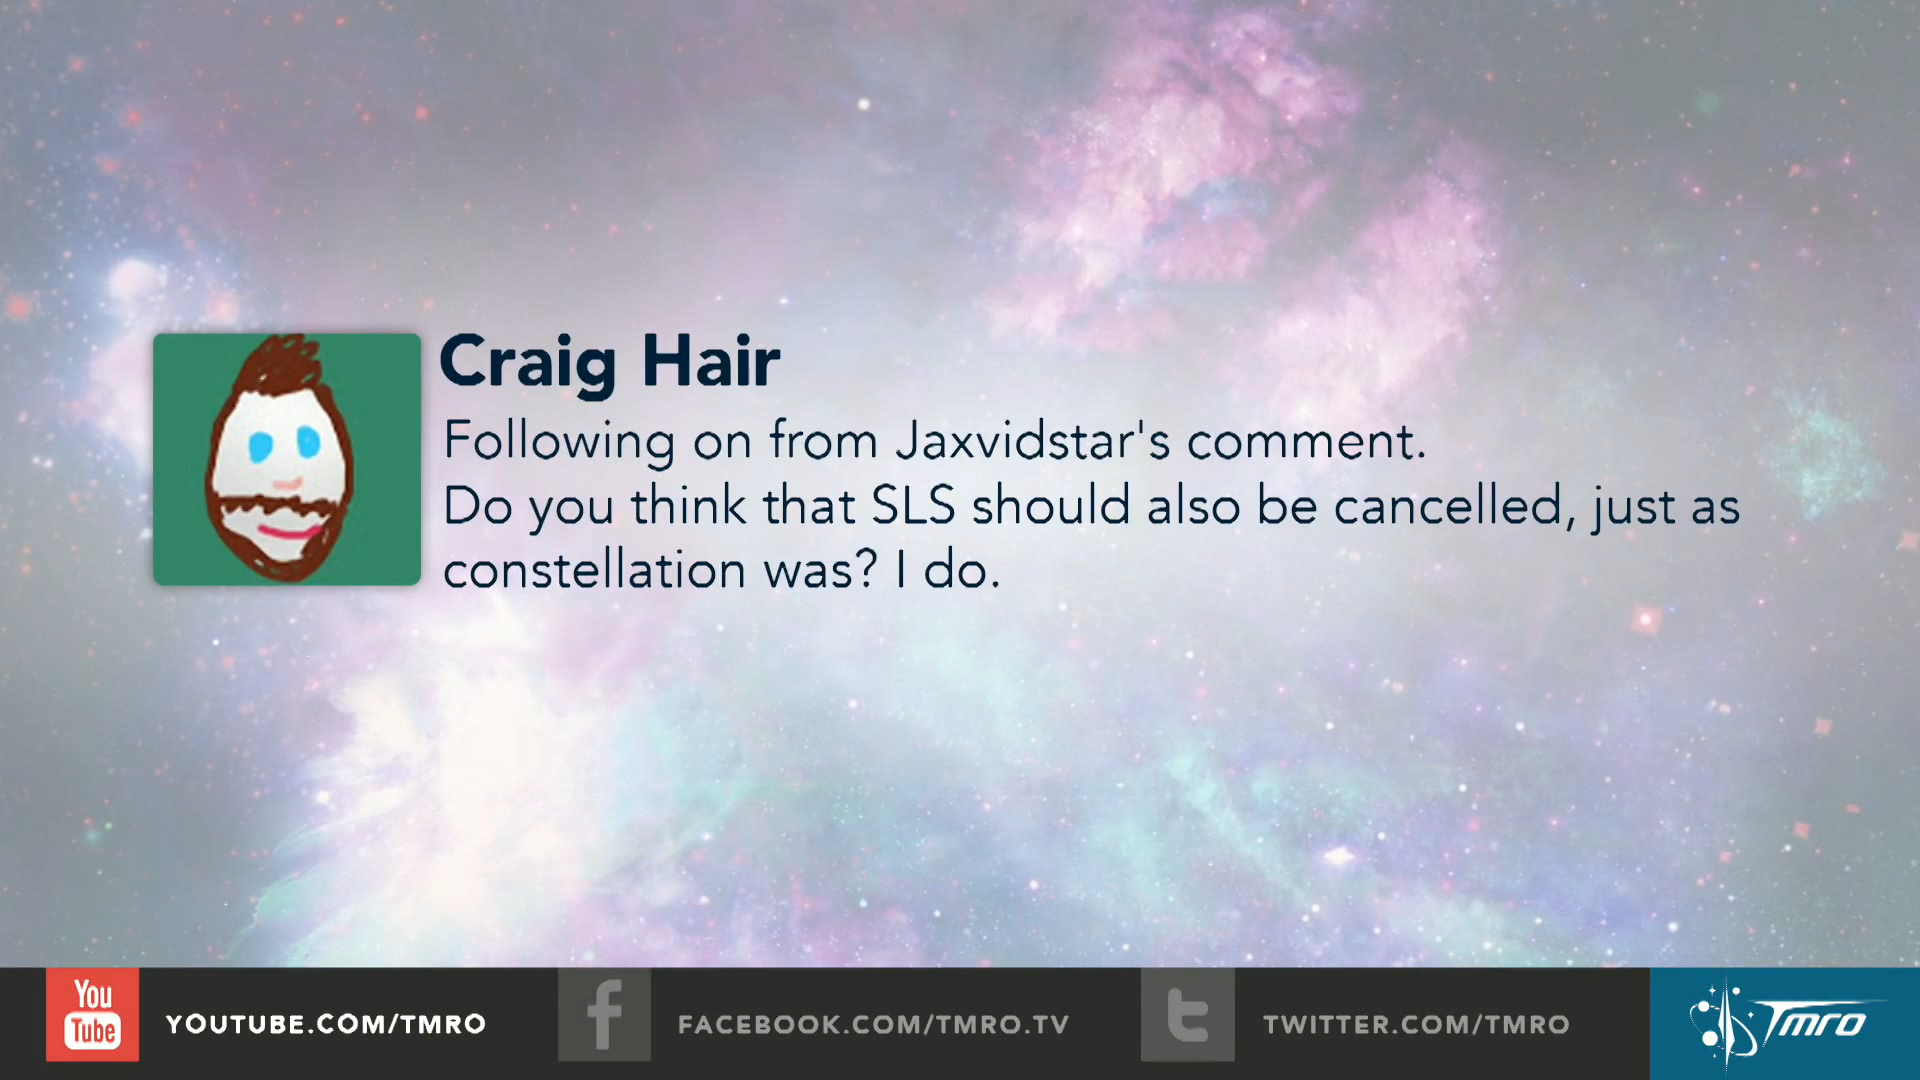 Craig Hair
Following on from Jaxvidstar's comment.
Do you think that SLS should also be cancelled, just as
constellation was? I do.
You
Tube
YOUTUBE.COM/TMRO
f
FACEBOOK.COM/TMRO.TV
t
TWITTER.COM/TMRO
TMRO